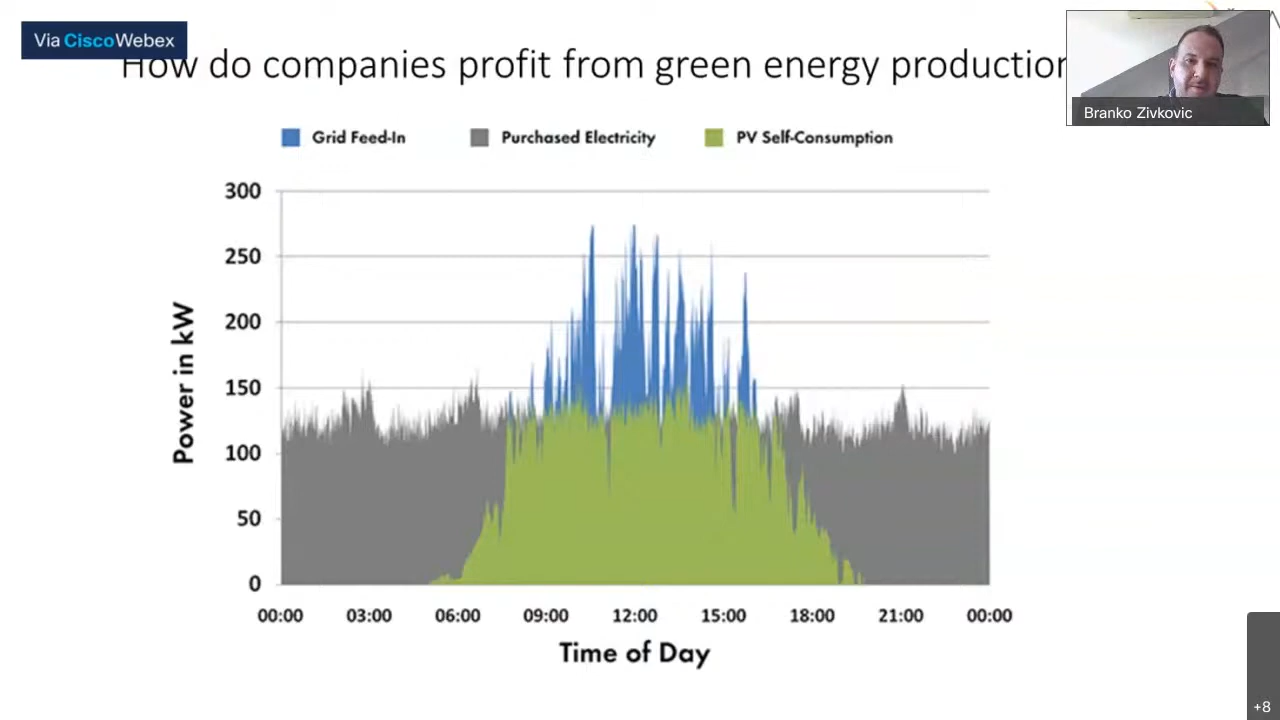 Via CiscoWebex
How do companies profit from green energy production
Branko Zivkovic
Grid Feed-In
Purchased Electricity
PV Self-Consumption
300
250
200
150
100
50
0
Power in kW
00:00
03:00
06:00
09:00
12:00
15:00
18:00
21:00
00:00
Time of Day
+8